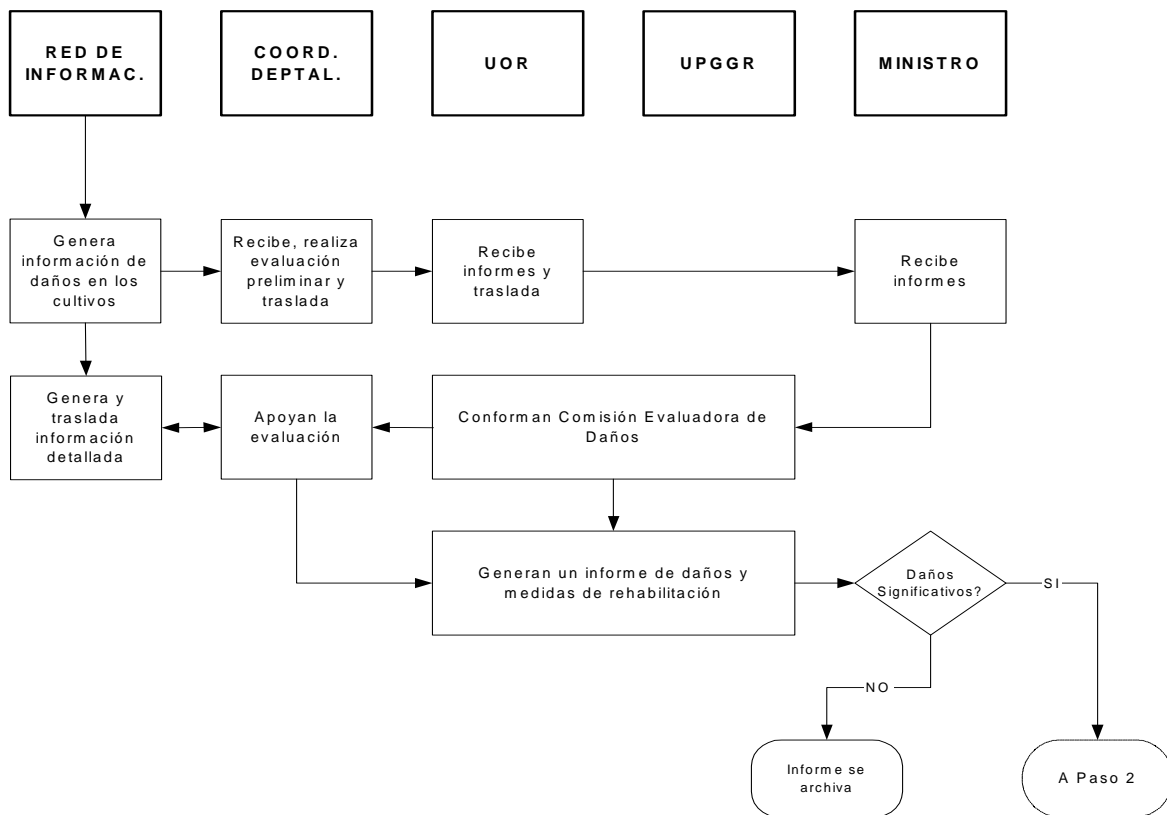 RED DE
INFORMAC.
COORD.
DEPTAL.
UOR
UPGGR
MINISTRO
Genera
información de
daños en los
cultivos
Recibe, realiza
evaluación
preliminar y
traslada
Recibe
informes y
traslada
Recibe
informes
Genera y
traslada
información
detallada
Apoyan la
evaluación
Conforman Comisión Evaluadora de
Daños
Generan un informe de daños y
medidas de rehabilitación
Daños
Significativos?
SI
NO
Informe se
archiva
A Paso 2